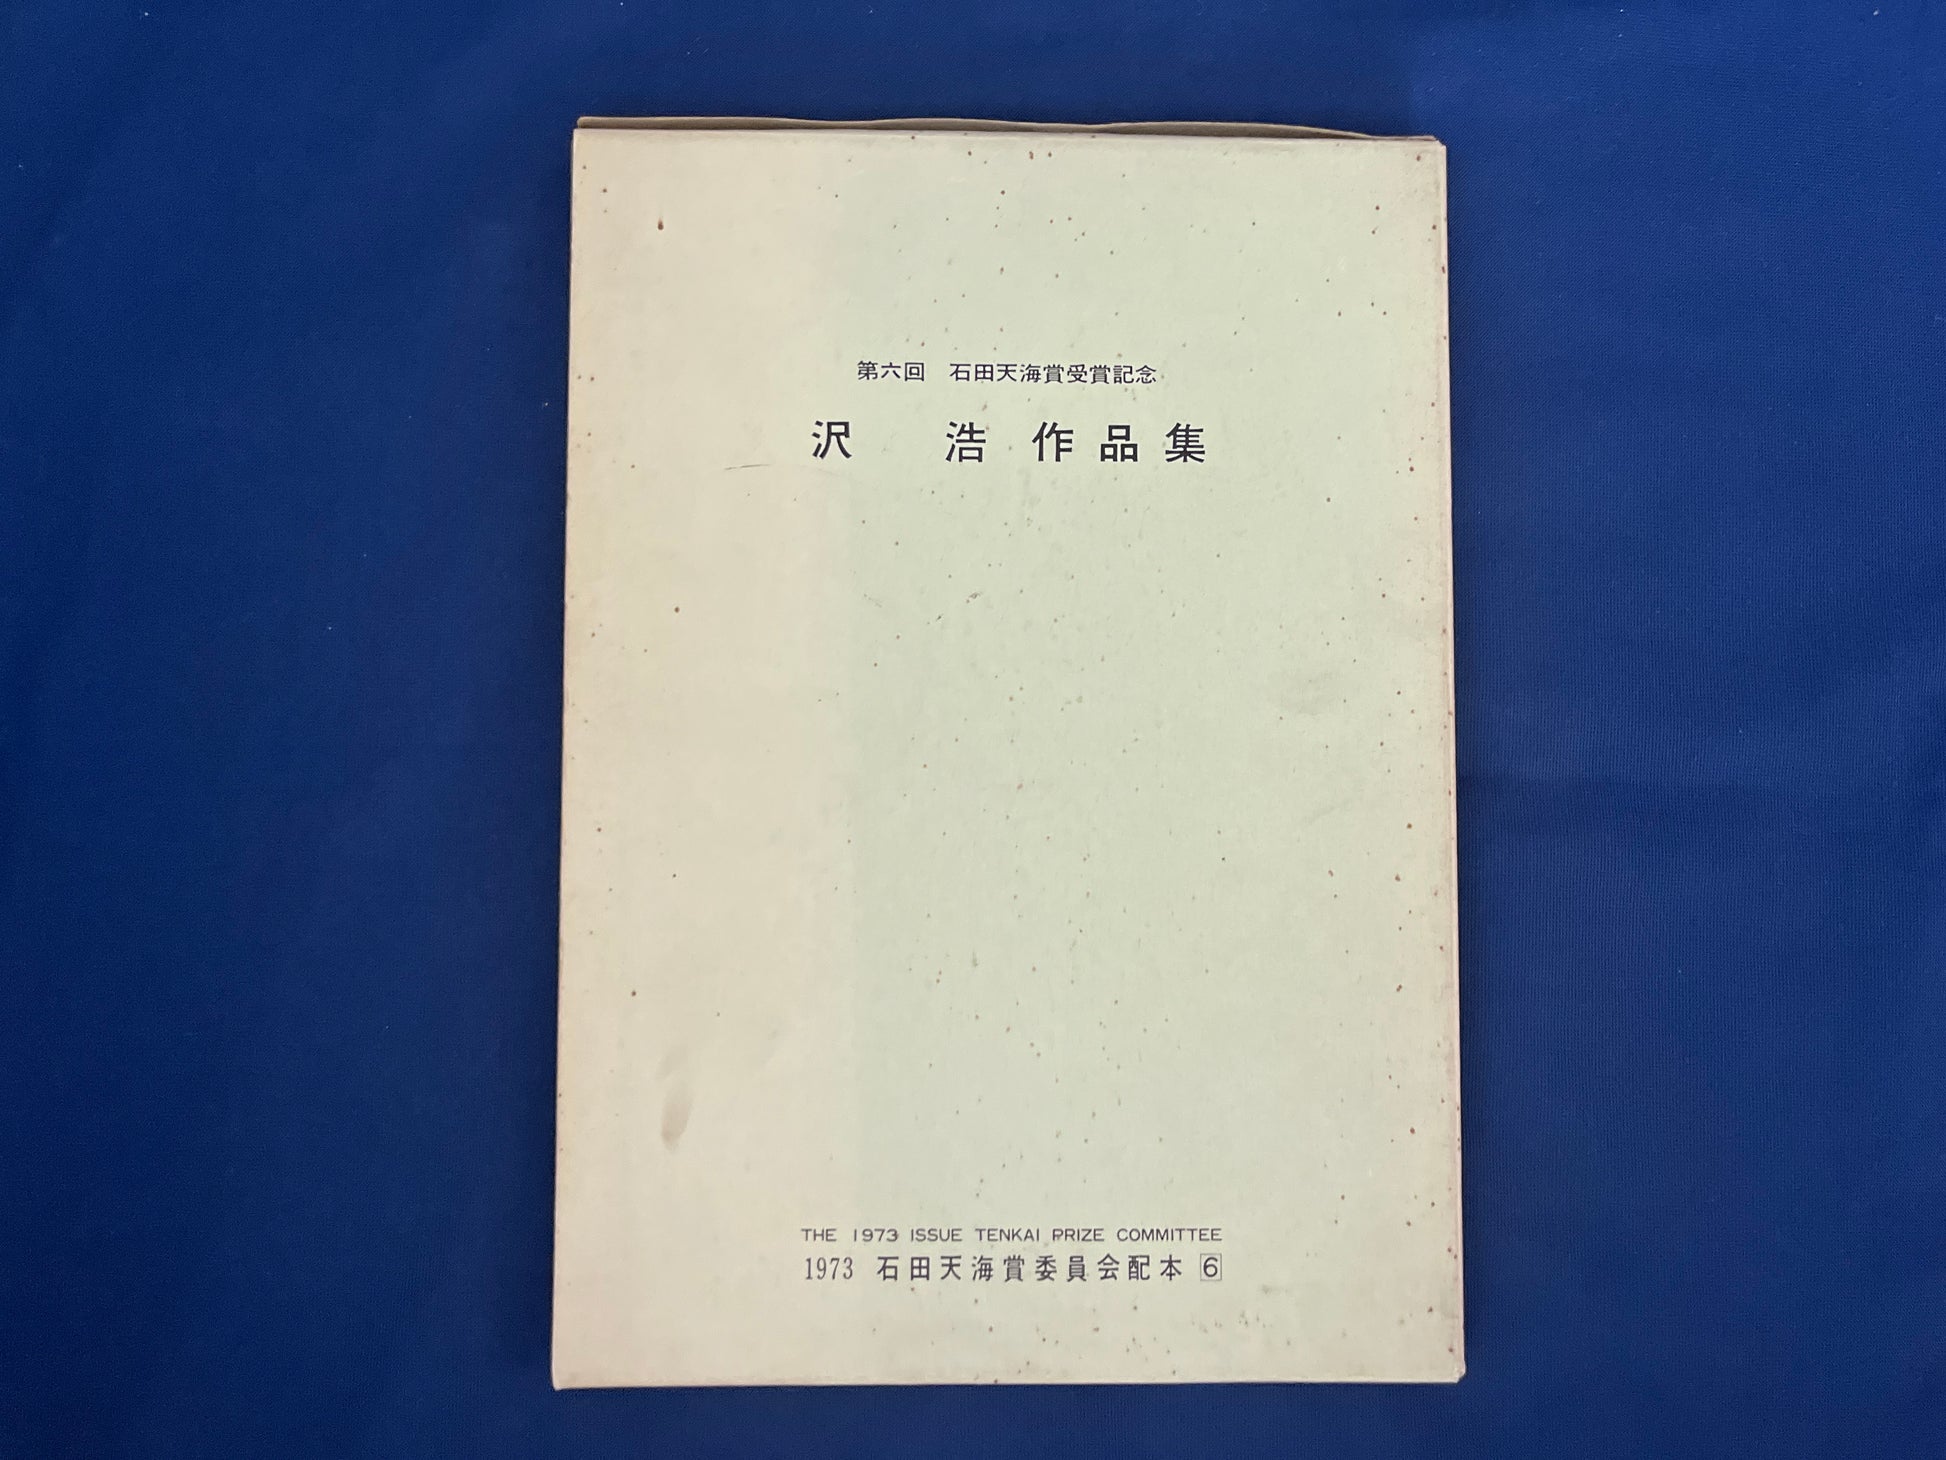 第六回　石田天海賞受賞記念
沢　浩 作品集
THE 1973 ISSUE TENKAI PRIZE COMMITTEE
1973 石田天海賞委員会配本 6